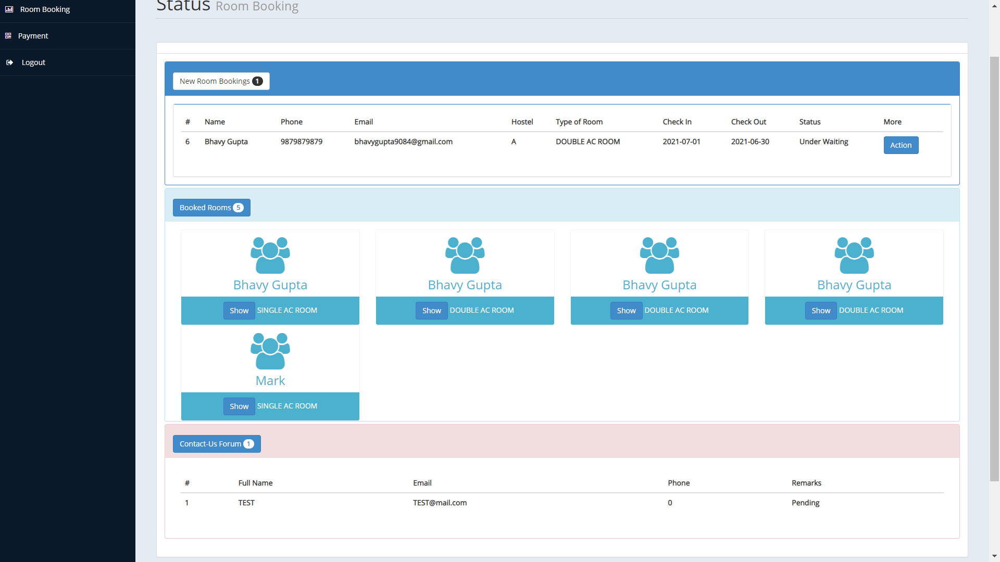 Room Booking
Payment
Logout
Status Room Booking
New Room Bookings 1
# Name Phone Email Hostel Type of Room Check In Check Out Status More
6 Bhavy Gupta 9879879879 bhavygupta9084@gmail.com A DOUBLE AC ROOM 2021-07-01 2021-06-30 Under Waiting Action
Booked Rooms 5
Bhavy Gupta Bhavy Gupta Bhavy Gupta Bhavy Gupta
Show SINGLE AC ROOM Show DOUBLE AC ROOM Show DOUBLE AC ROOM Show DOUBLE AC ROOM
Mark
Show SINGLE AC ROOM
Contact-Us Forum 1
# Full Name Email Phone Remarks
1 TEST TEST@mail.com 0 Pending